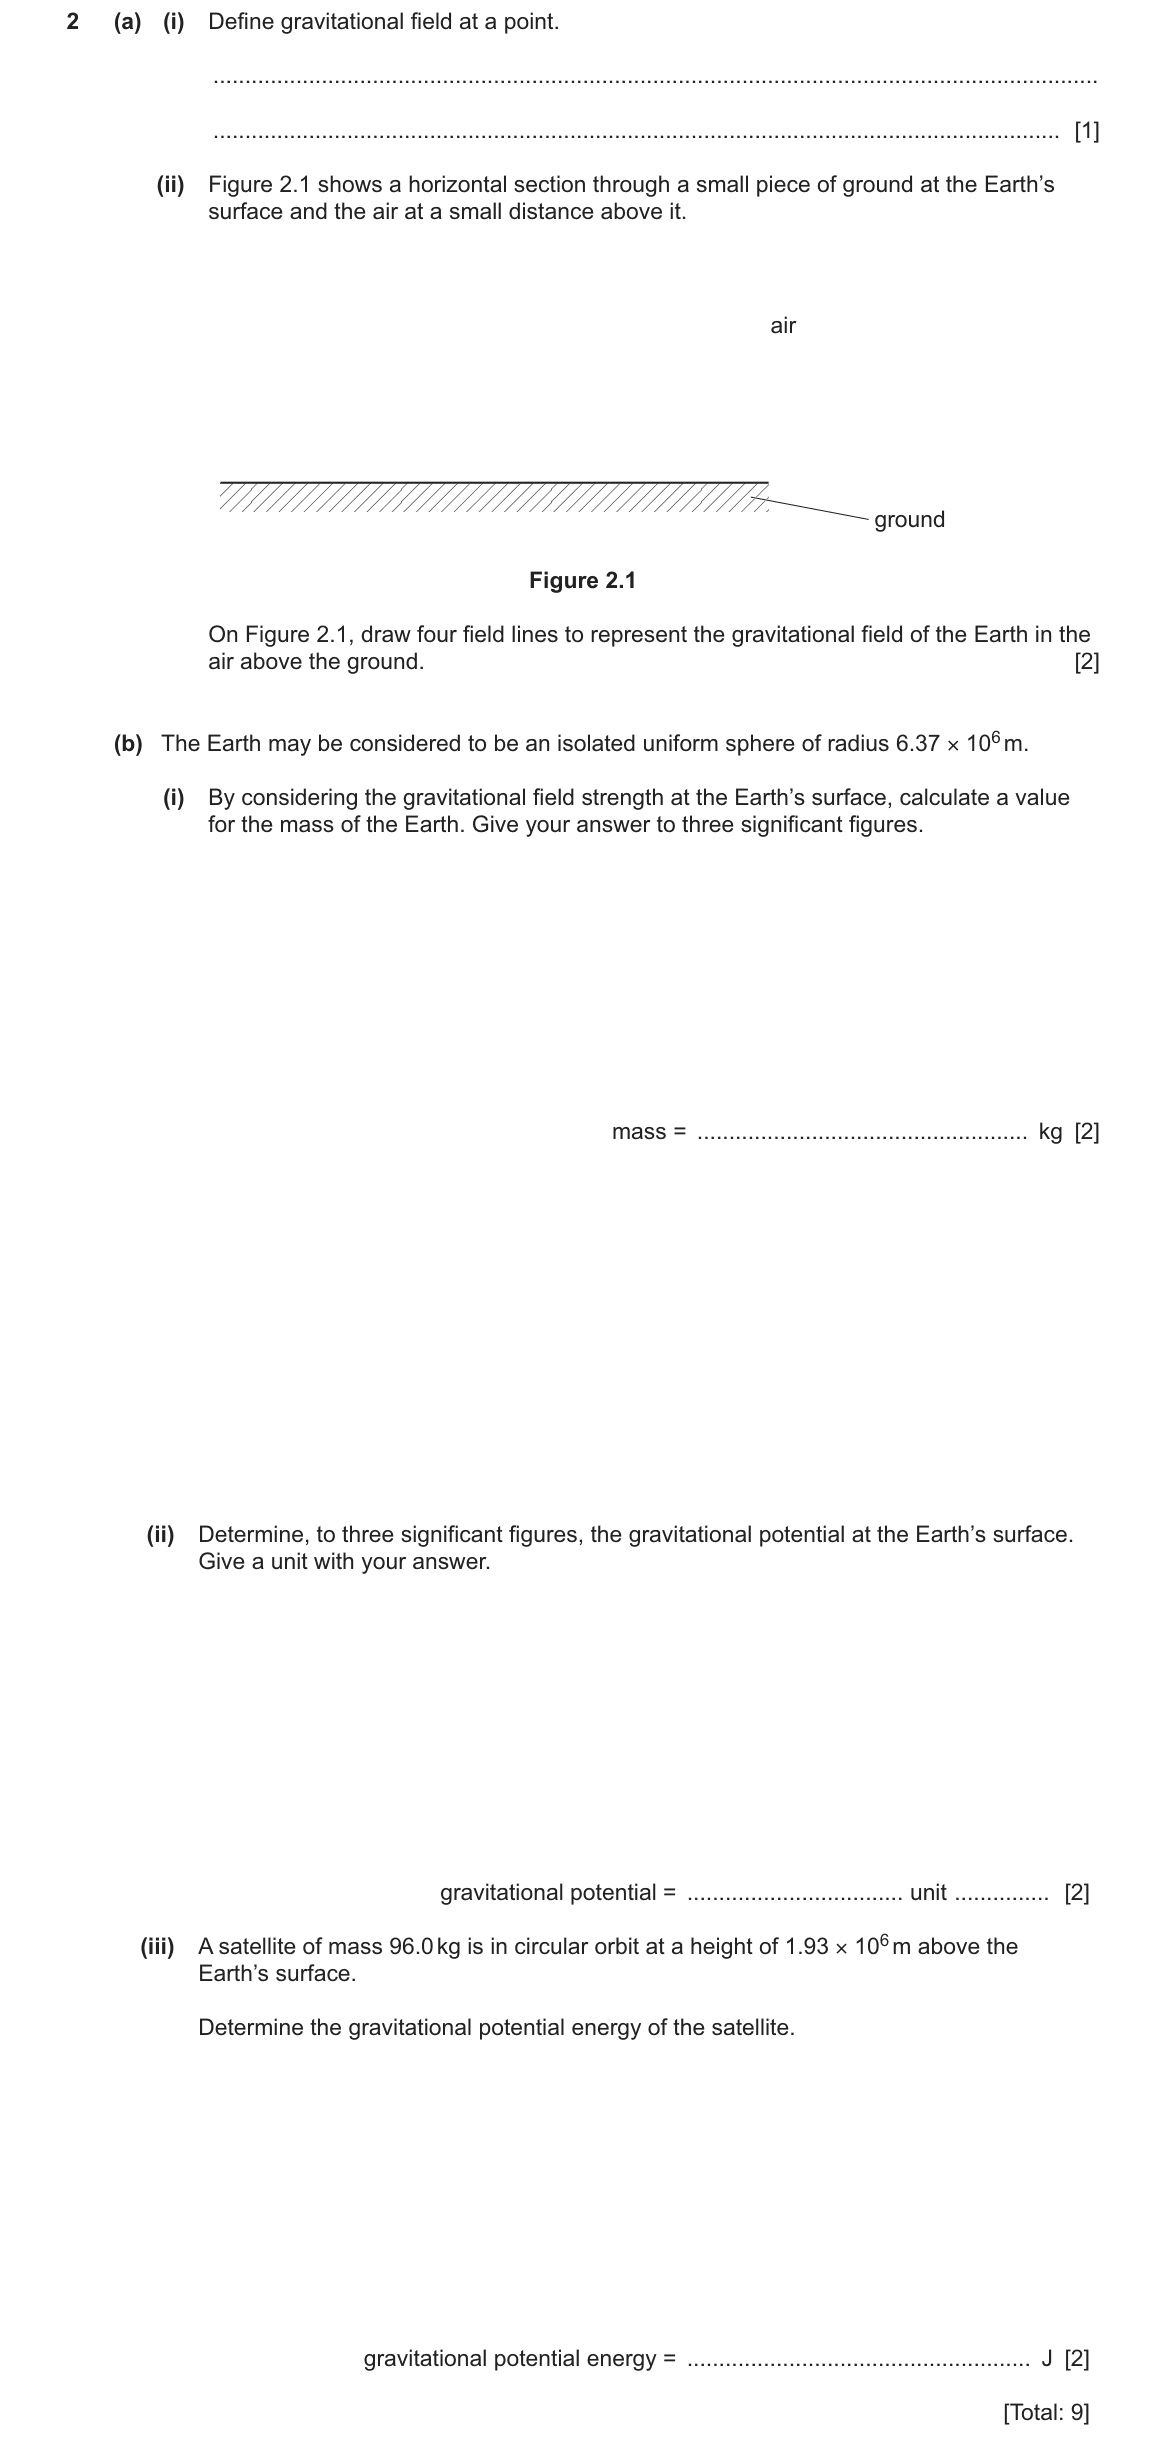 2 (a) (i) Define gravitational field at a point.
..........................................................................................................................................
.................................................................................................................................... [1]
(ii) Figure 2.1 shows a horizontal section through a small piece of ground at the Earth’s
surface and the air at a small distance above it.
air
ground
Figure 2.1
On Figure 2.1, draw four field lines to represent the gravitational field of the Earth in the
air above the ground. [2]
(b) The Earth may be considered to be an isolated uniform sphere of radius 6.37 × 10⁶ m.
(i) By considering the gravitational field strength at the Earth’s surface, calculate a value
for the mass of the Earth. Give your answer to three significant figures.
mass = .................................................... kg [2]
(ii) Determine, to three significant figures, the gravitational potential at the Earth’s surface.
Give a unit with your answer.
gravitational potential = .................................. unit ............... [2]
(iii) A satellite of mass 96.0 kg is in circular orbit at a height of 1.93 × 10⁶ m above the
Earth’s surface.
Determine the gravitational potential energy of the satellite.
gravitational potential energy = ...................................................... J [2]
[Total: 9]